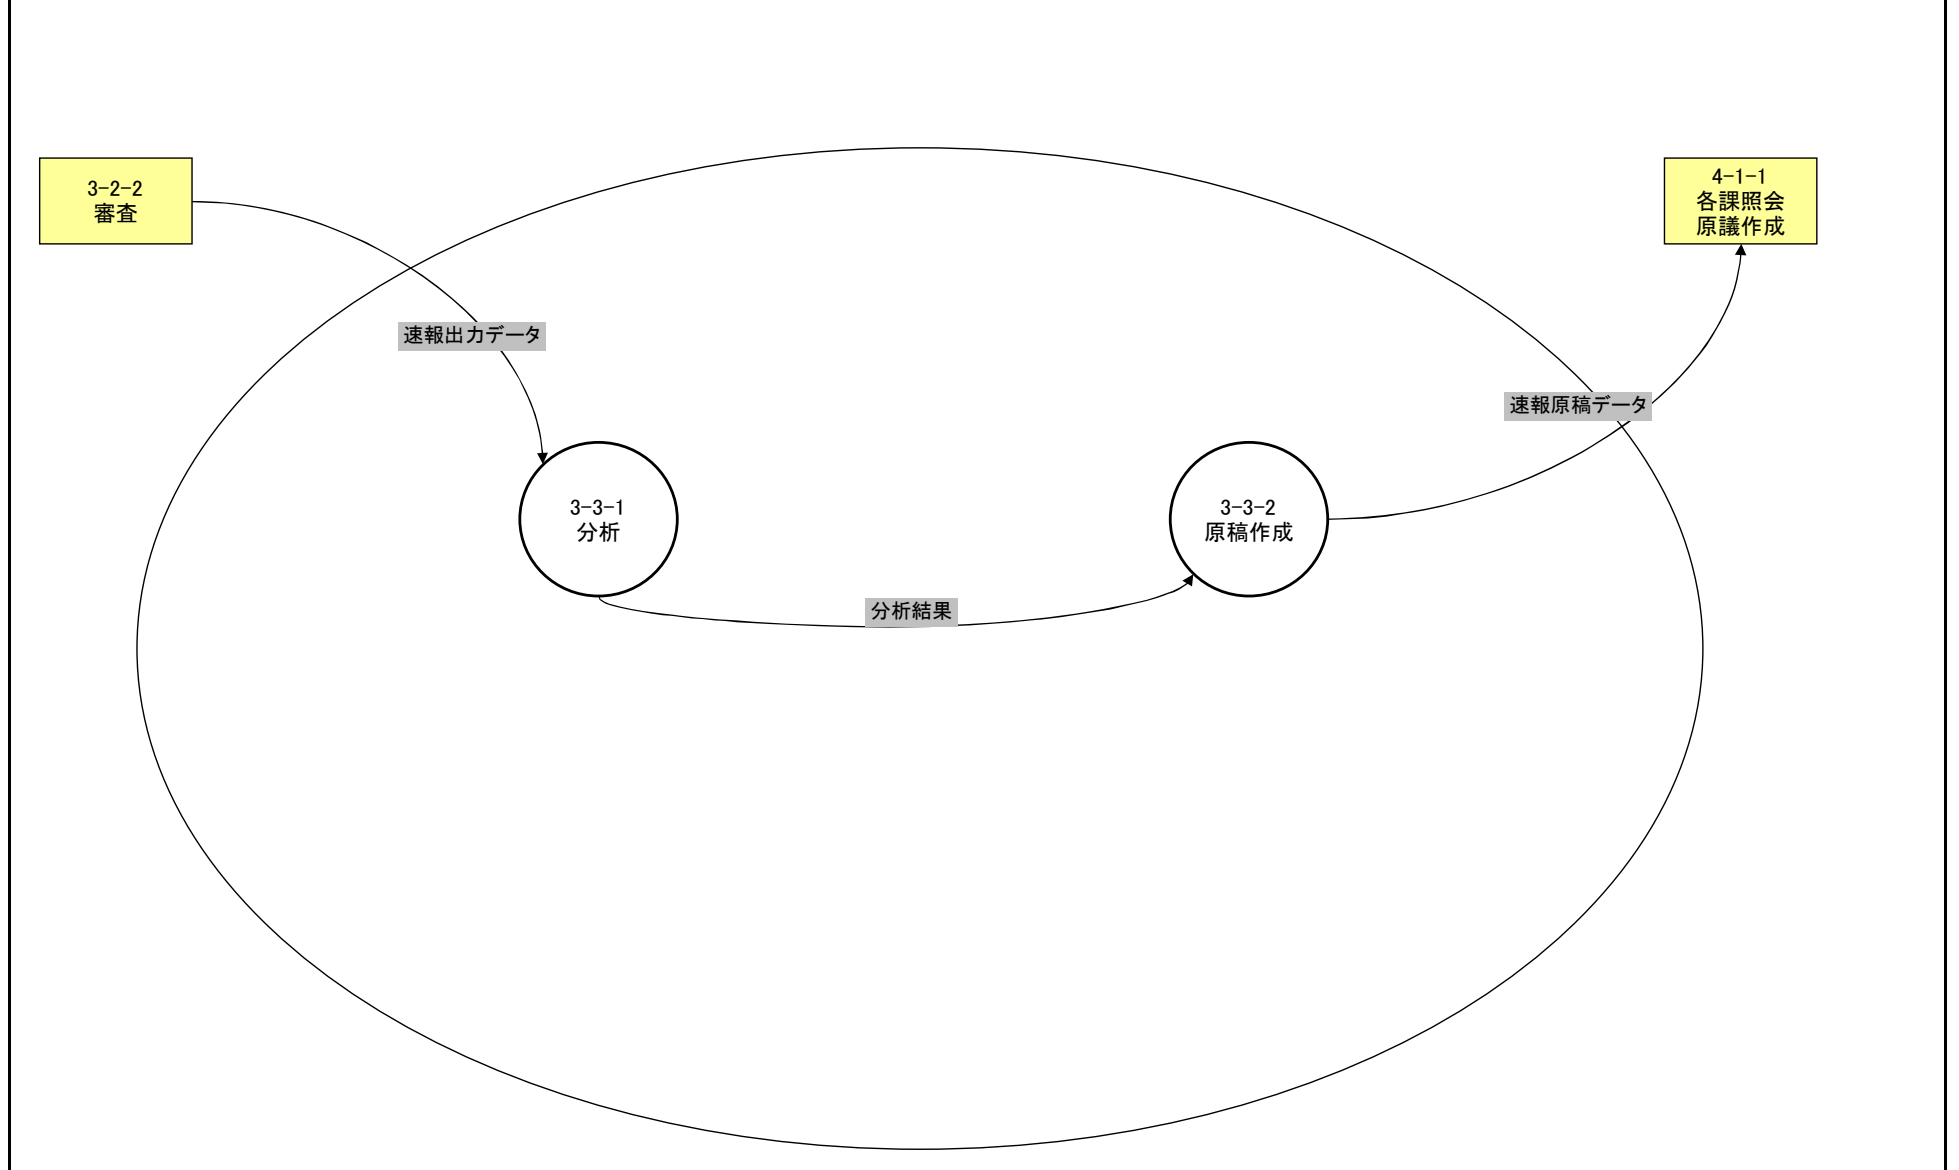 3-2-2
審査
4-1-1
各課照会
原議作成
速報出力データ
速報原稿データ
3-3-1
分析
3-3-2
原稿作成
分析結果